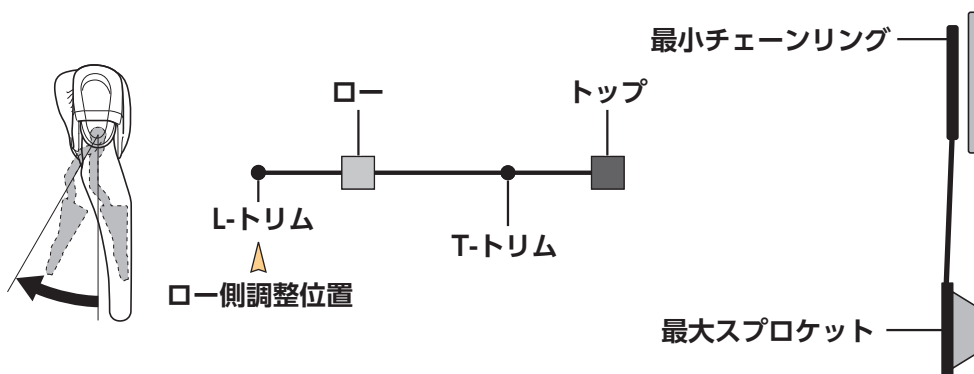 最小チェーンリング
ロー
トップ
L-トリム
T-トリム
ロー側調整位置
最大スプロケット